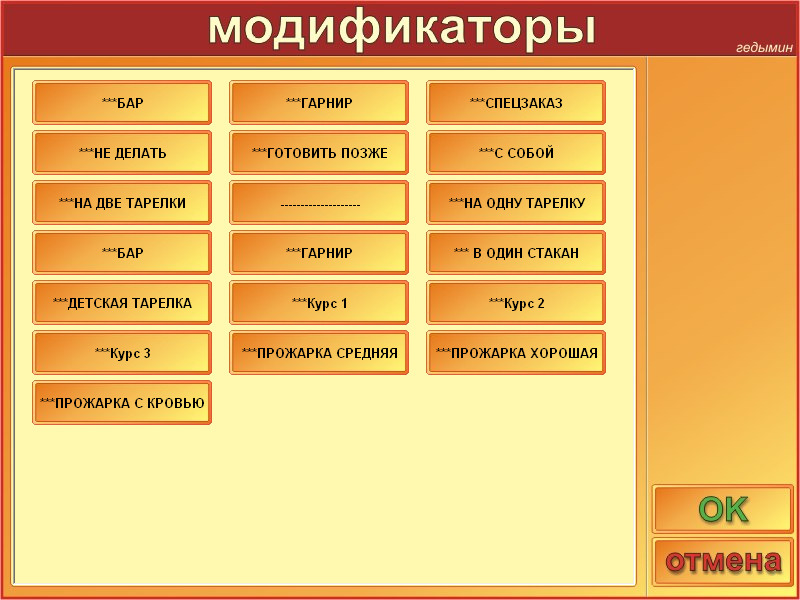 модификаторы
гедымин
***БАР
***ГАРНИР
***СПЕЦЗАКАЗ
***НЕ ДЕЛАТЬ
***ГОТОВИТЬ ПОЗЖЕ
***С СОБОЙ
***НА ДВЕ ТАРЕЛКИ
--------------------
***НА ОДНУ ТАРЕЛКУ
***БАР
***ГАРНИР
*** В ОДИН СТАКАН
***ДЕТСКАЯ ТАРЕЛКА
***Курс 1
***Курс 2
***Курс 3
***ПРОЖАРКА СРЕДНЯЯ
***ПРОЖАРКА ХОРОШАЯ
***ПРОЖАРКА С КРОВЬЮ
ОК
отмена